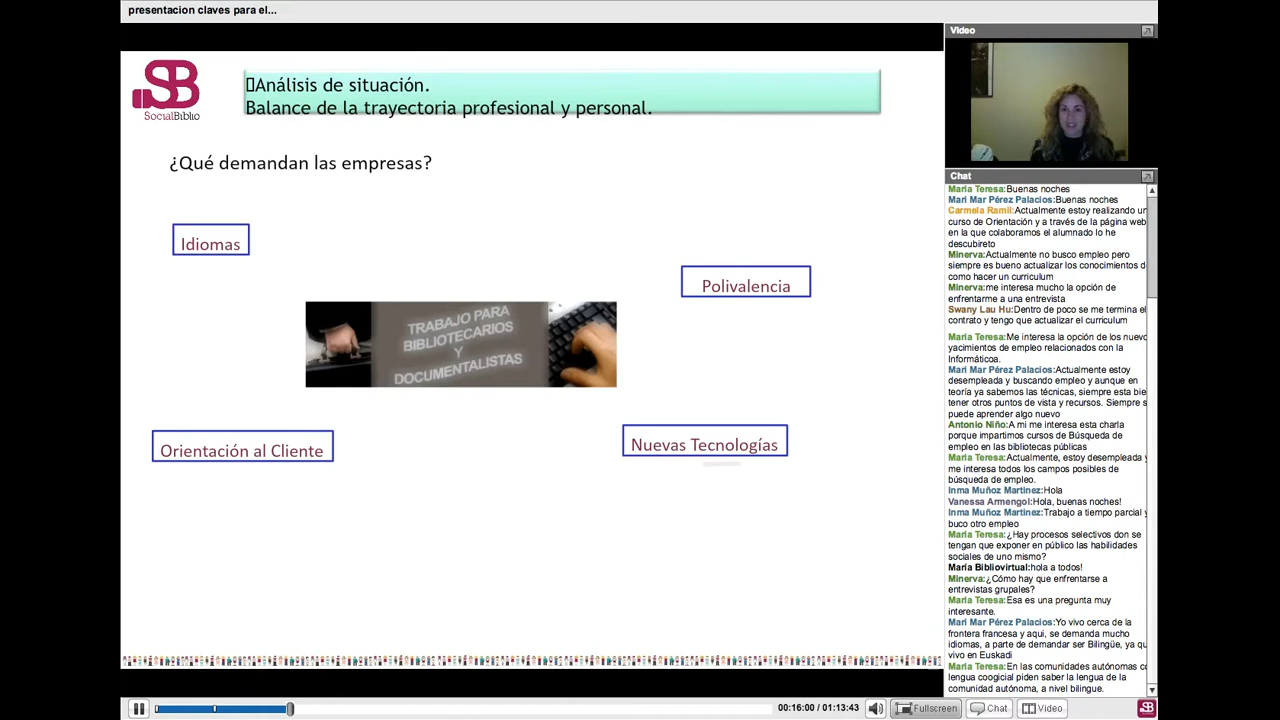 presentacion claves para el...
SB
SocialBiblio
Análisis de situación.
Balance de la trayectoria profesional y personal.
¿Qué demandan las empresas?
Idiomas
Polivalencia
TRABAJO PARA
BIBLIOTECARIOS
Y
DOCUMENTALISTAS
Orientación al Cliente
Nuevas Tecnologías
Video
Chat
María Teresa:Buenas noches
Mari Mar Pérez Palacios:Buenas noches
Carmela Ramil:Actualmente estoy realizando un
curso de Orientación y a través de la página web
en la que colaboramos el alumnado lo he
descubireto
Minerva:Actualmente no busco empleo pero
siempre es bueno actualizar los conocimientos d
como hacer un curriculum
Minerva:me interesa mucho la opción de
enfrentarme a una entrevista
Swany Lau Hu:Dentro de poco se me termina el
contrato y tengo que actualizar el curriculum
María Teresa:Me interesa la opción de los nuevo
yacimientos de empleo relacionados con la
Informáticoa.
Mari Mar Pérez Palacios:Actualmente estoy
desempleada y buscando empleo y aunque en
teoría ya sabemos las técnicas, siempre esta bie
tener otros puntos de vista y recursos. Siempre s
puede aprender algo nuevo
Antonio Niño:A mi me interesa esta charla
porque impartimos cursos de Búsqueda de
empleo en las bibliotecas públicas
María Teresa:Actualmente, estoy desempleada y
me interesa todos los campos posibles de
búsqueda de empleo.
Inma Muñoz Martinez:Hola
Vanessa Armengol:Hola, buenas noches!
Inma Muñoz Martinez:Trabajo a tiempo parcial y
buco otro empleo
María Teresa:¿Hay procesos selectivos don se
tengan que exponer en público las habilidades
sociales de uno mismo?
María Bibliovirtual:hola a todos!
Minerva:¿Cómo hay que enfrentarse a
entrevistas grupales?
María Teresa:Esa es una pregunta muy
interesante.
Mari Mar Pérez Palacios:Yo vivo cerca de la
frontera francesa y aqui, se demanda mucho
idiomas, a parte de demandar ser Bilingüe, ya qu
vivo en Euskadi
María Teresa:En las comunidades autónomas co
lengua coogicial piden saber la lengua de la
comunidad autónoma, a nivel bilingue.
00:16:00 / 01:13:43
Fullscreen
Chat
Video
SB